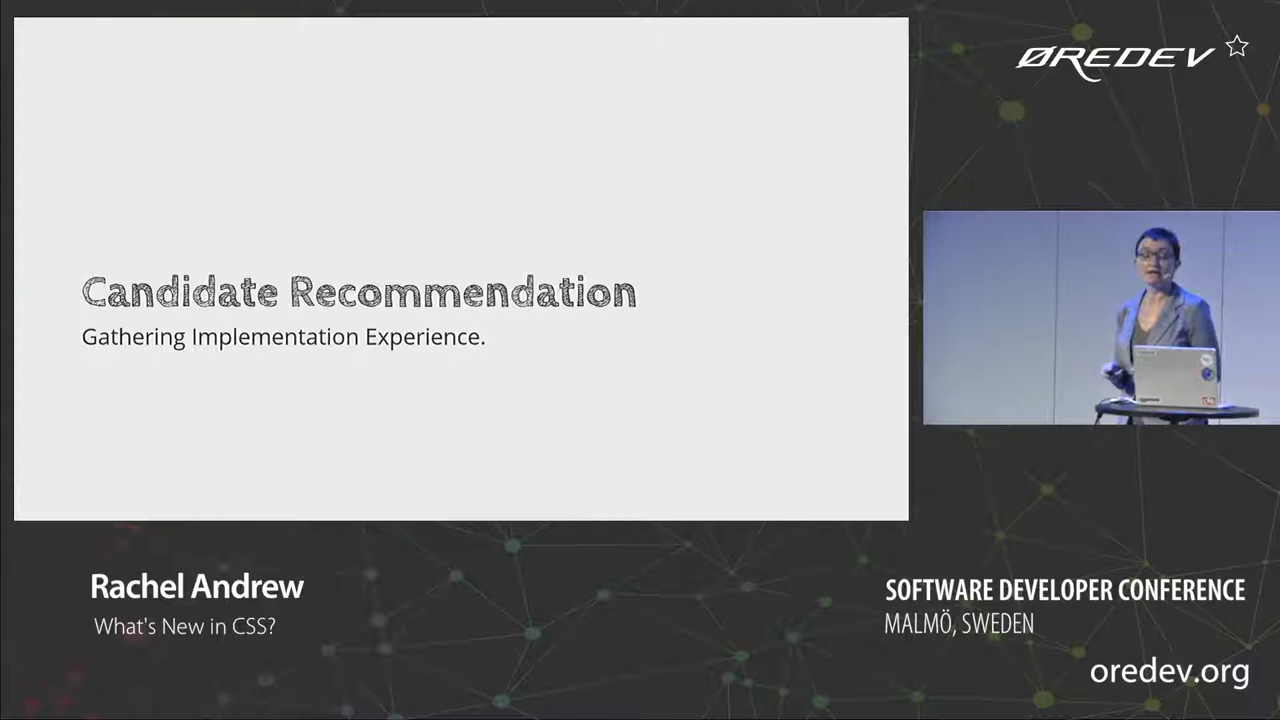 ØREDEV
Candidate Recommendation
Gathering Implementation Experience.
Rachel Andrew
What's New in CSS?
SOFTWARE DEVELOPER CONFERENCE
MALMÖ, SWEDEN
oredev.org